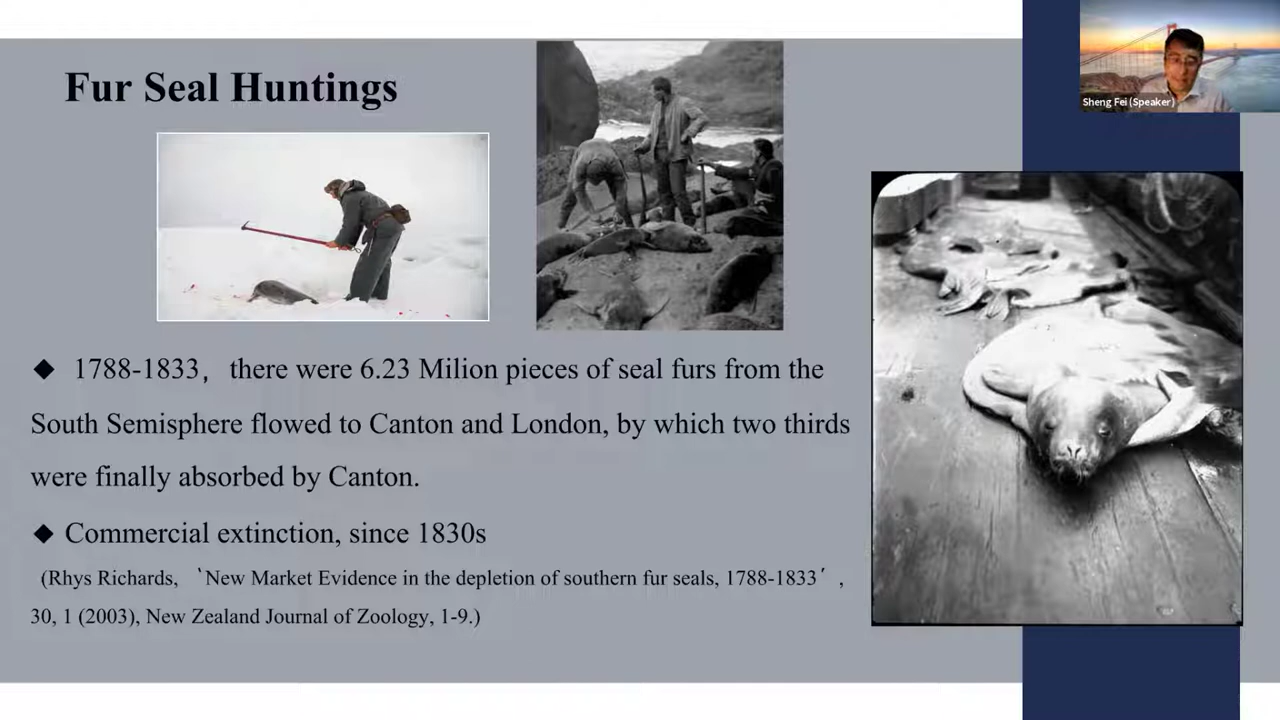 Fur Seal Huntings
Sheng Fei (Speaker)
◆ 1788-1833， there were 6.23 Milion pieces of seal furs from the
South Semisphere flowed to Canton and London, by which two thirds
were finally absorbed by Canton.
◆ Commercial extinction, since 1830s
(Rhys Richards, ‵New Market Evidence in the depletion of southern fur seals, 1788-1833′ ,
30, 1 (2003), New Zealand Journal of Zoology, 1-9.)